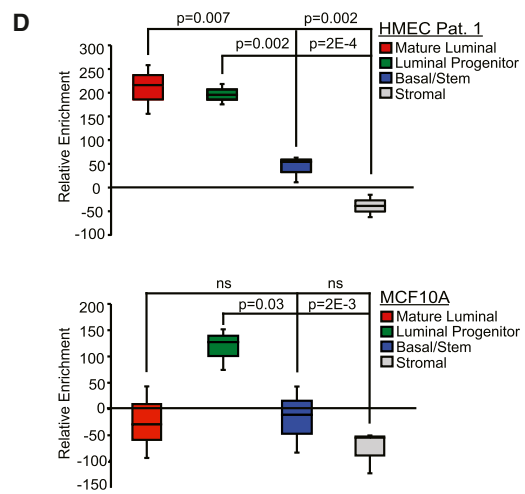 D
p=0.007
p=0.002
HMEC Pat. 1
p=0.002
p=2E-4
Mature Luminal
Luminal Progenitor
Basal/Stem
Stromal
Relative Enrichment
300
250
200
150
100
50
0
-50
-100
ns
ns
MCF10A
p=0.03
p=2E-3
Mature Luminal
Luminal Progenitor
Basal/Stem
Stromal
Relative Enrichment
200
150
100
50
0
-50
-100
-150